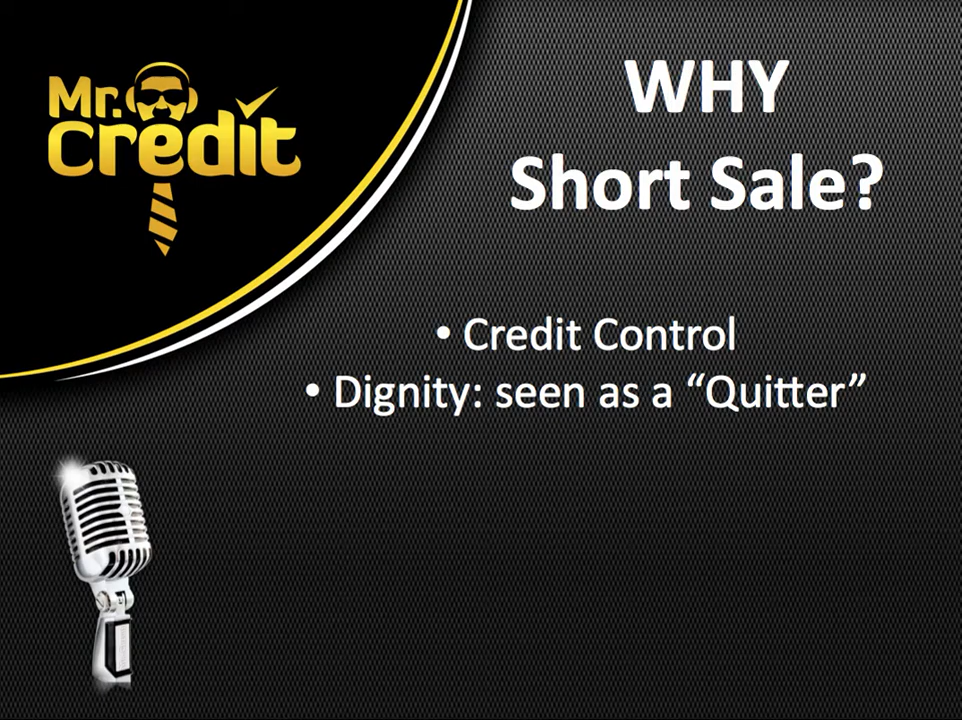 Mr.
Credit
WHY
Short Sale?
• Credit Control
• Dignity: seen as a “Quitter”